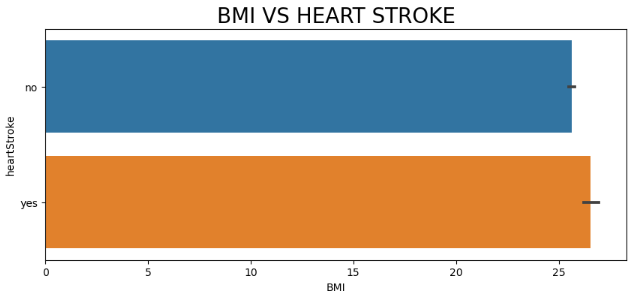 BMI VS HEART STROKE
heartStroke
no
yes
0 5 10 15 20 25
BMI